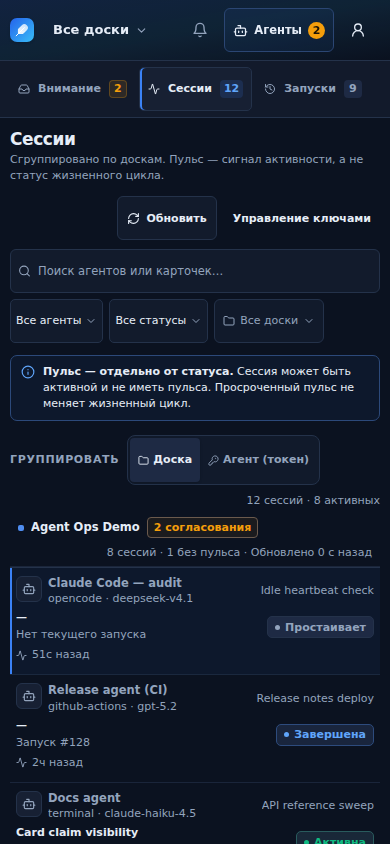 Все доски
Агенты 2
Внимание 2
Сессии 12
Запуски 9
Сессии
Сгруппировано по доскам. Пульс — сигнал активности, а не
статус жизненного цикла.
Обновить
Управление ключами
Поиск агентов или карточек…
Все агенты
Все статусы
Все доски
Пульс — отдельно от статуса. Сессия может быть
активной и не иметь пульса. Просроченный пульс не
меняет жизненный цикл.
ГРУППИРОВАТЬ
Доска
Агент (токен)
12 сессий · 8 активных
Agent Ops Demo
2 согласования
8 сессий · 1 без пульса · Обновлено 0 с назад
Claude Code — audit
opencode · deepseek-v4.1
Idle heartbeat check
—
Нет текущего запуска
Простаивает
51с назад
Release agent (CI)
github-actions · gpt-5.2
Release notes deploy
—
Запуск #128
Завершена
2ч назад
Docs agent
terminal · claude-haiku-4.5
API reference sweep
Card claim visibility
Активна